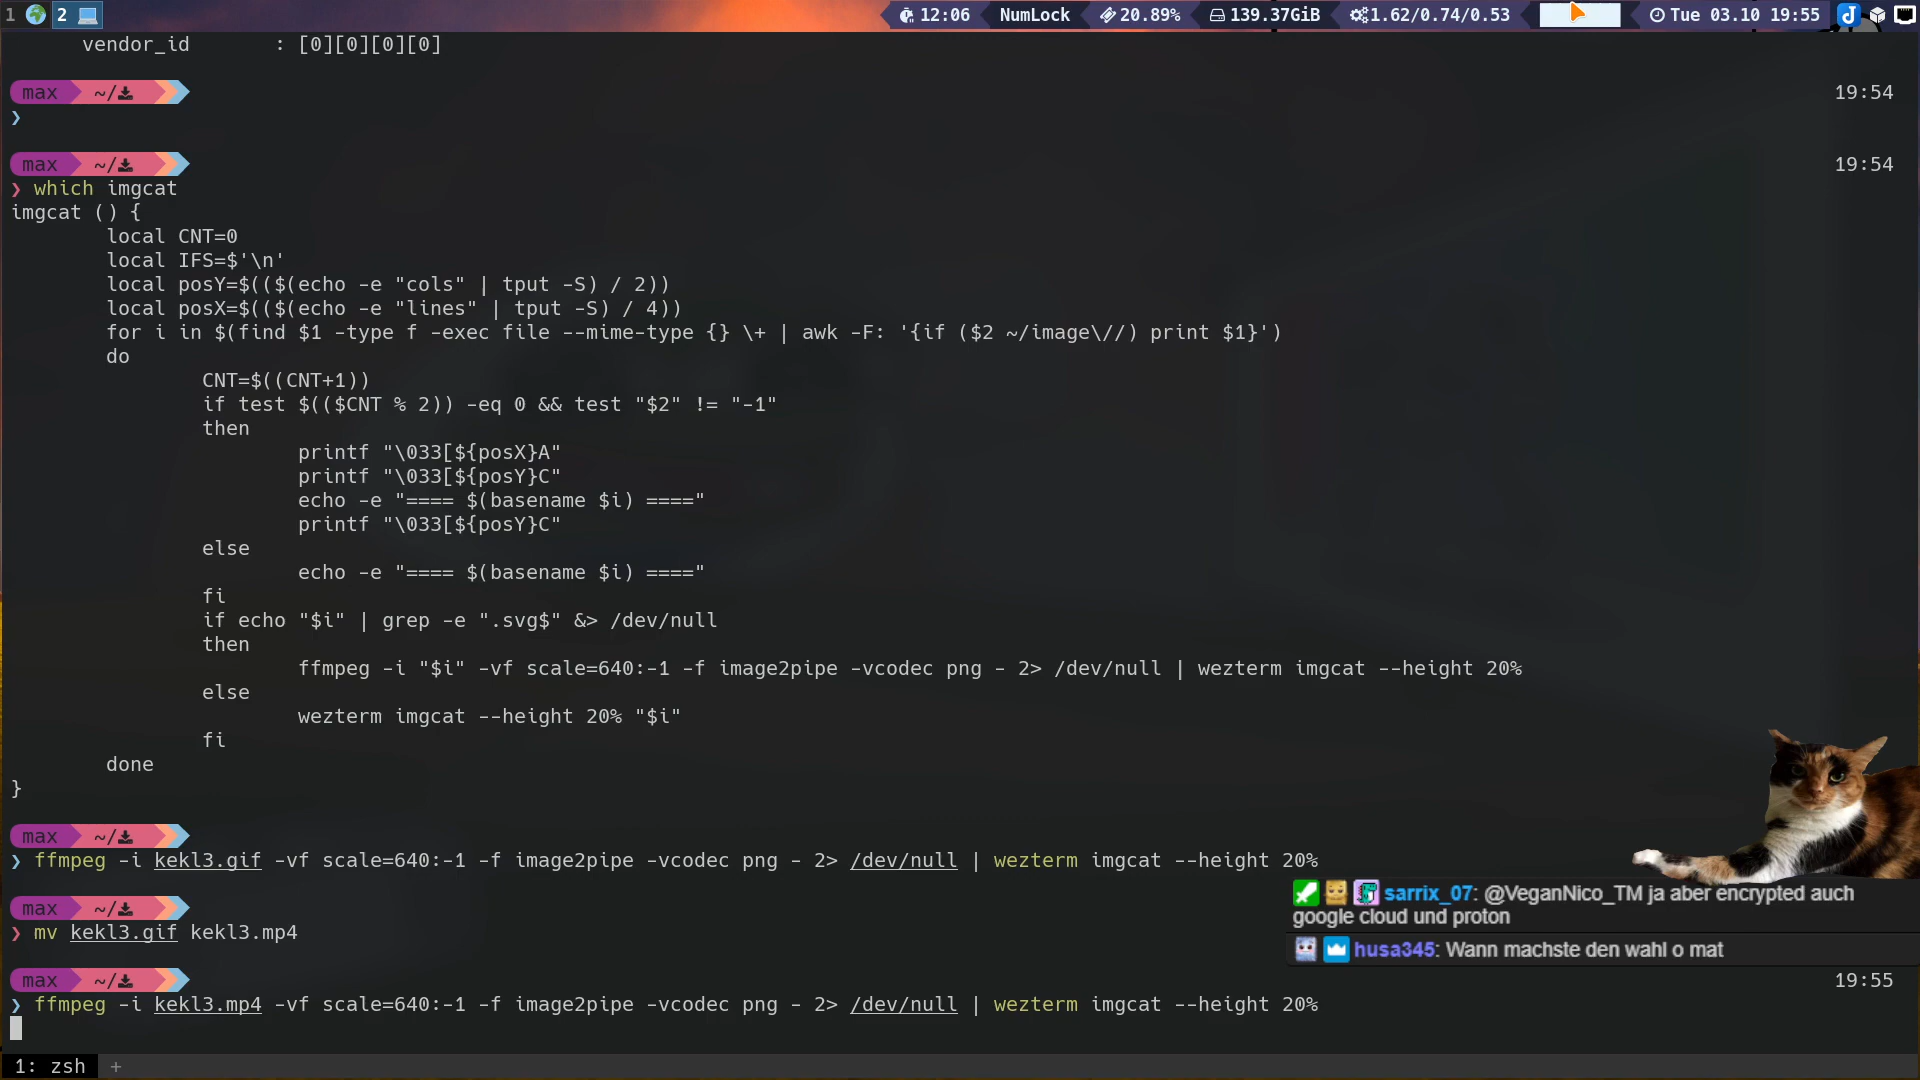 1 2 12:06 NumLock 20.89% 139.37GiB 1.62/0.74/0.53 Tue 03.10 19:55
vendor_id : [0][0][0][0]
max ~/ 19:54
❯
max ~/ 19:54
❯ which imgcat
imgcat () {
local CNT=0
local IFS=$'\n'
local posY=$(($(echo -e "cols" | tput -S) / 2))
local posX=$(($(echo -e "lines" | tput -S) / 4))
for i in $(find $1 -type f -exec file --mime-type {} \+ | awk -F: '{if ($2 ~/image\//) print $1}')
do
CNT=$((CNT+1))
if test $(($CNT % 2)) -eq 0 && test "$2" != "-1"
then
printf "\033[${posX}A"
printf "\033[${posY}C"
echo -e "==== $(basename $i) ===="
printf "\033[${posY}C"
else
echo -e "==== $(basename $i) ===="
fi
if echo "$i" | grep -e ".svg$" &> /dev/null
then
ffmpeg -i "$i" -vf scale=640:-1 -f image2pipe -vcodec png - 2> /dev/null | wezterm imgcat --height 20%
else
wezterm imgcat --height 20% "$i"
fi
done
}
max ~/
❯ ffmpeg -i kekl3.gif -vf scale=640:-1 -f image2pipe -vcodec png - 2> /dev/null | wezterm imgcat --height 20%
max ~/
❯ mv kekl3.gif kekl3.mp4
max ~/ 19:55
❯ ffmpeg -i kekl3.mp4 -vf scale=640:-1 -f image2pipe -vcodec png - 2> /dev/null | wezterm imgcat --height 20%
sarrix_07: @VeganNico_TM ja aber encrypted auch
google cloud und proton
husa345: Wann machste den wahl o mat
1: zsh +